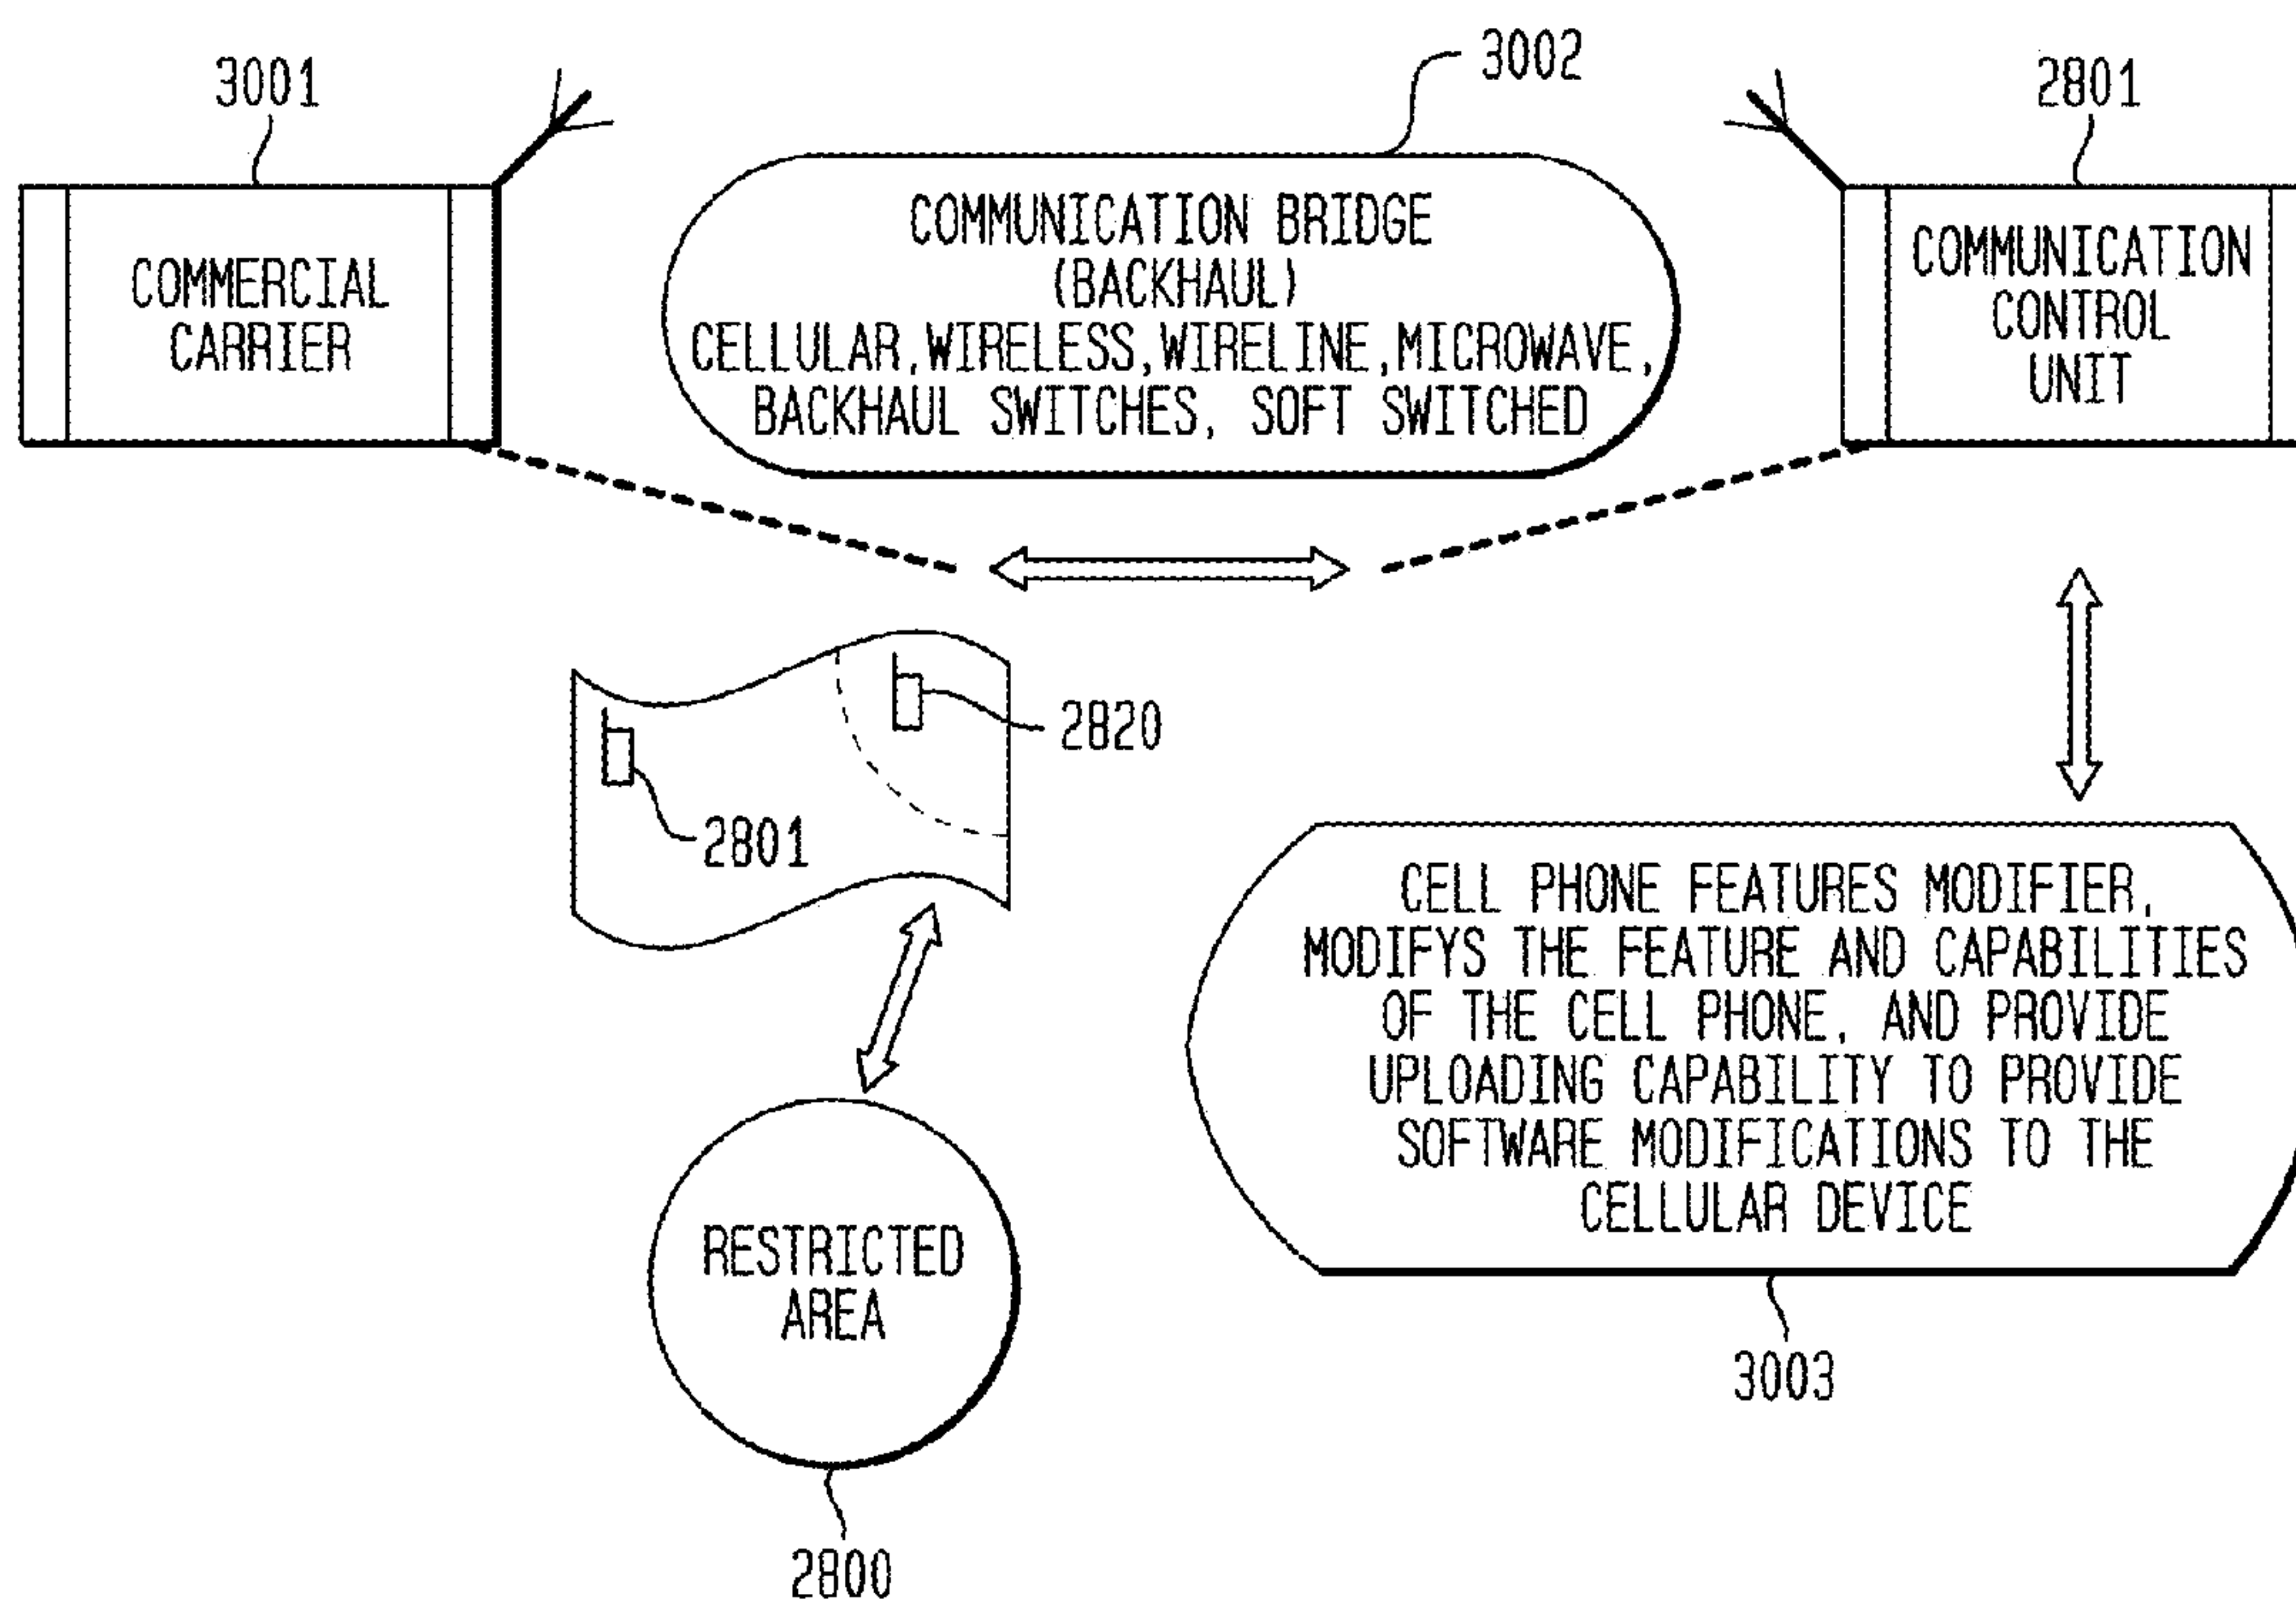 3001
3002
2801
COMMERCIAL
CARRIER
COMMUNICATION BRIDGE
(BACKHAUL)
CELLULAR,WIRELESS,WIRELINE,MICROWAVE,
BACKHAUL SWITCHES, SOFT SWITCHED
COMMUNICATION
CONTROL
UNIT
2820
2801
CELL PHONE FEATURES MODIFIER,
MODIFYS THE FEATURE AND CAPABILITIES
OF THE CELL PHONE, AND PROVIDE
UPLOADING CAPABILITY TO PROVIDE
SOFTWARE MODIFICATIONS TO THE
CELLULAR DEVICE
RESTRICTED
AREA
3003
2800